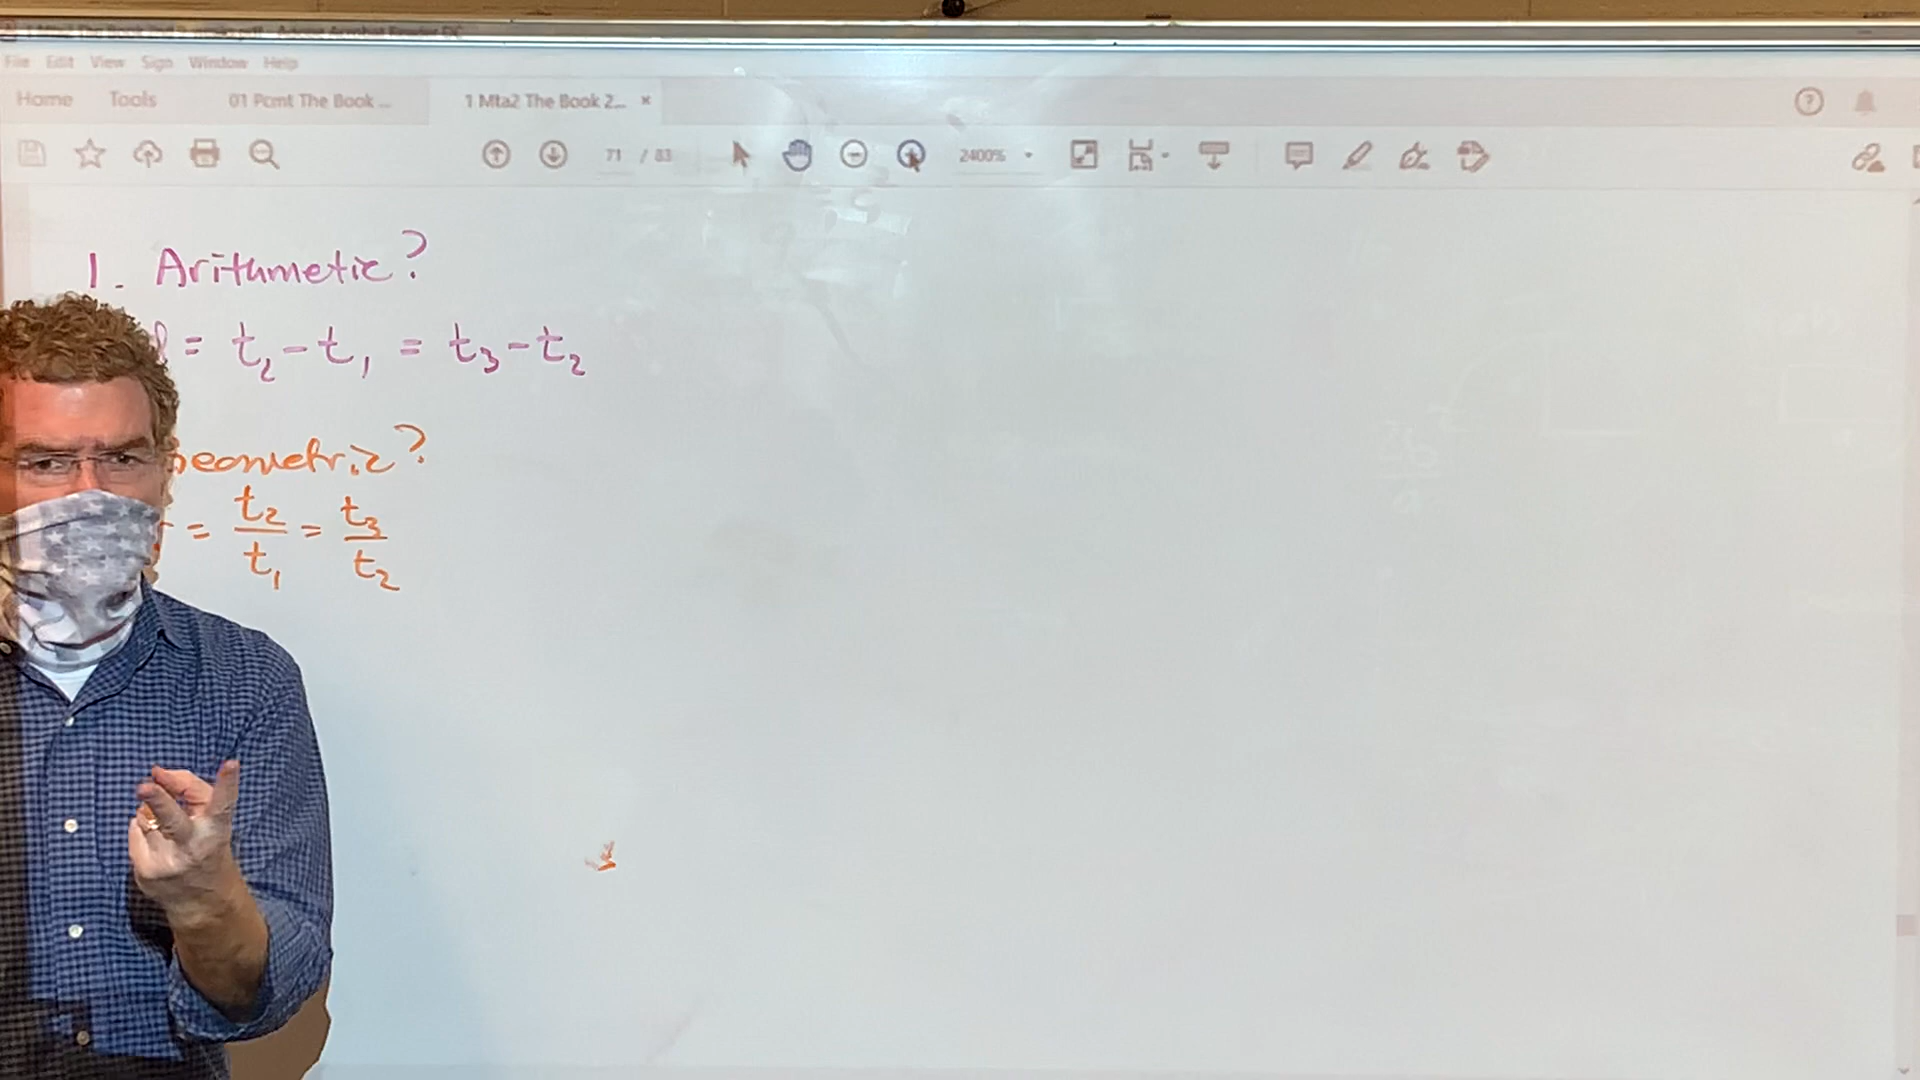 File Edit View Sign Window Help
Home Tools 01 Pcmt The Book ... 1 Mta2 The Book 2... ×
71 / 83 2400%
1. Arithmetic?
= t₂ - t₁ = t₃ - t₂
eometric?
= t₂/t₁ = t₃/t₂